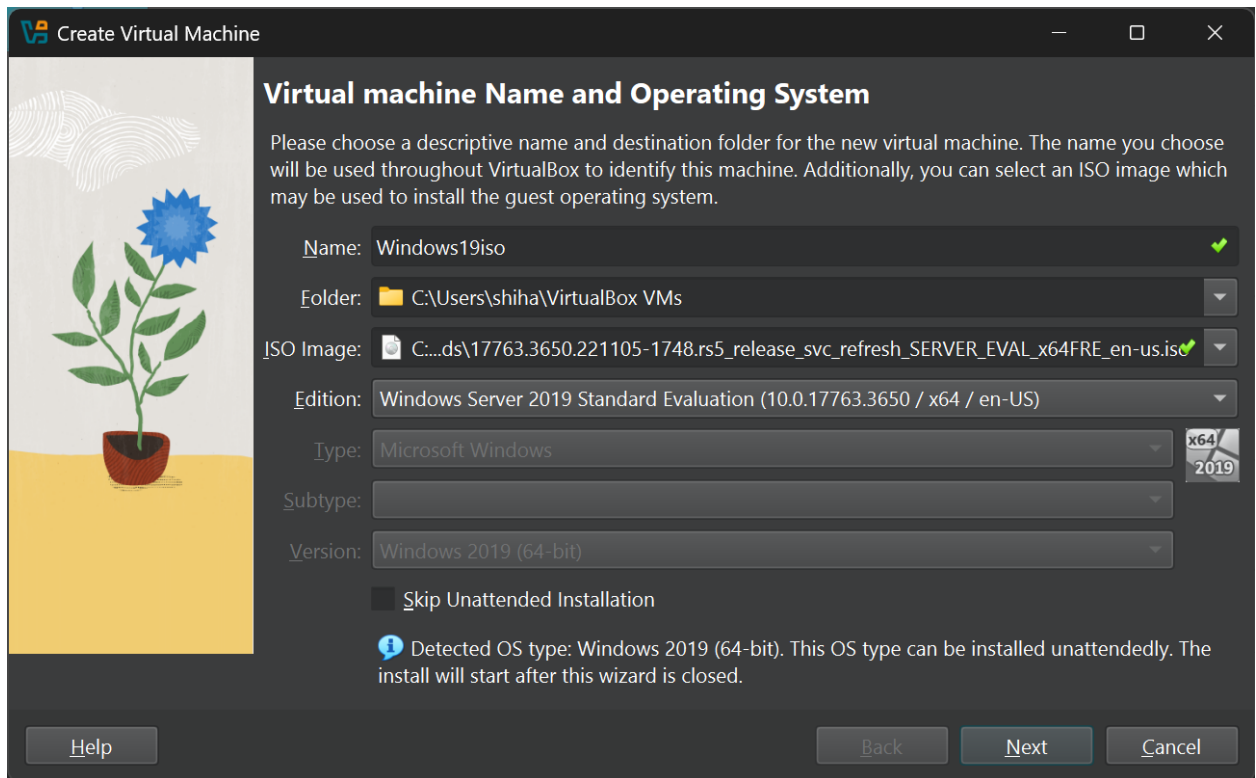 Create Virtual Machine
Virtual machine Name and Operating System
Please choose a descriptive name and destination folder for the new virtual machine. The name you choose
will be used throughout VirtualBox to identify this machine. Additionally, you can select an ISO image which
may be used to install the guest operating system.
Name: Windows19iso
Folder: C:\Users\shiha\VirtualBox VMs
ISO Image: C:...ds\17763.3650.221105-1748.rs5_release_svc_refresh_SERVER_EVAL_x64FRE_en-us.iso
Edition: Windows Server 2019 Standard Evaluation (10.0.17763.3650 / x64 / en-US)
Type: Microsoft Windows
x64
2019
Subtype:
Version: Windows 2019 (64-bit)
Skip Unattended Installation
Detected OS type: Windows 2019 (64-bit). This OS type can be installed unattendedly. The
install will start after this wizard is closed.
Help Back Next Cancel